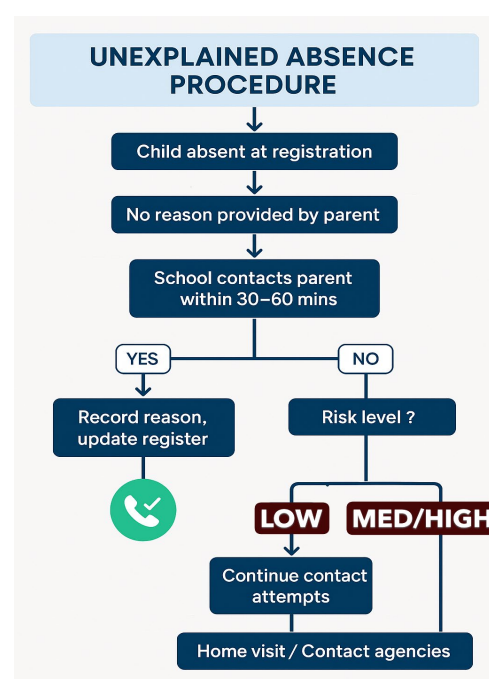 UNEXPLAINED ABSENCE
PROCEDURE
Child absent at registration
No reason provided by parent
School contacts parent
within 30–60 mins
YES
NO
Record reason,
update register
Risk level ?
LOW
MED/HIGH
Continue contact
attempts
Home visit / Contact agencies